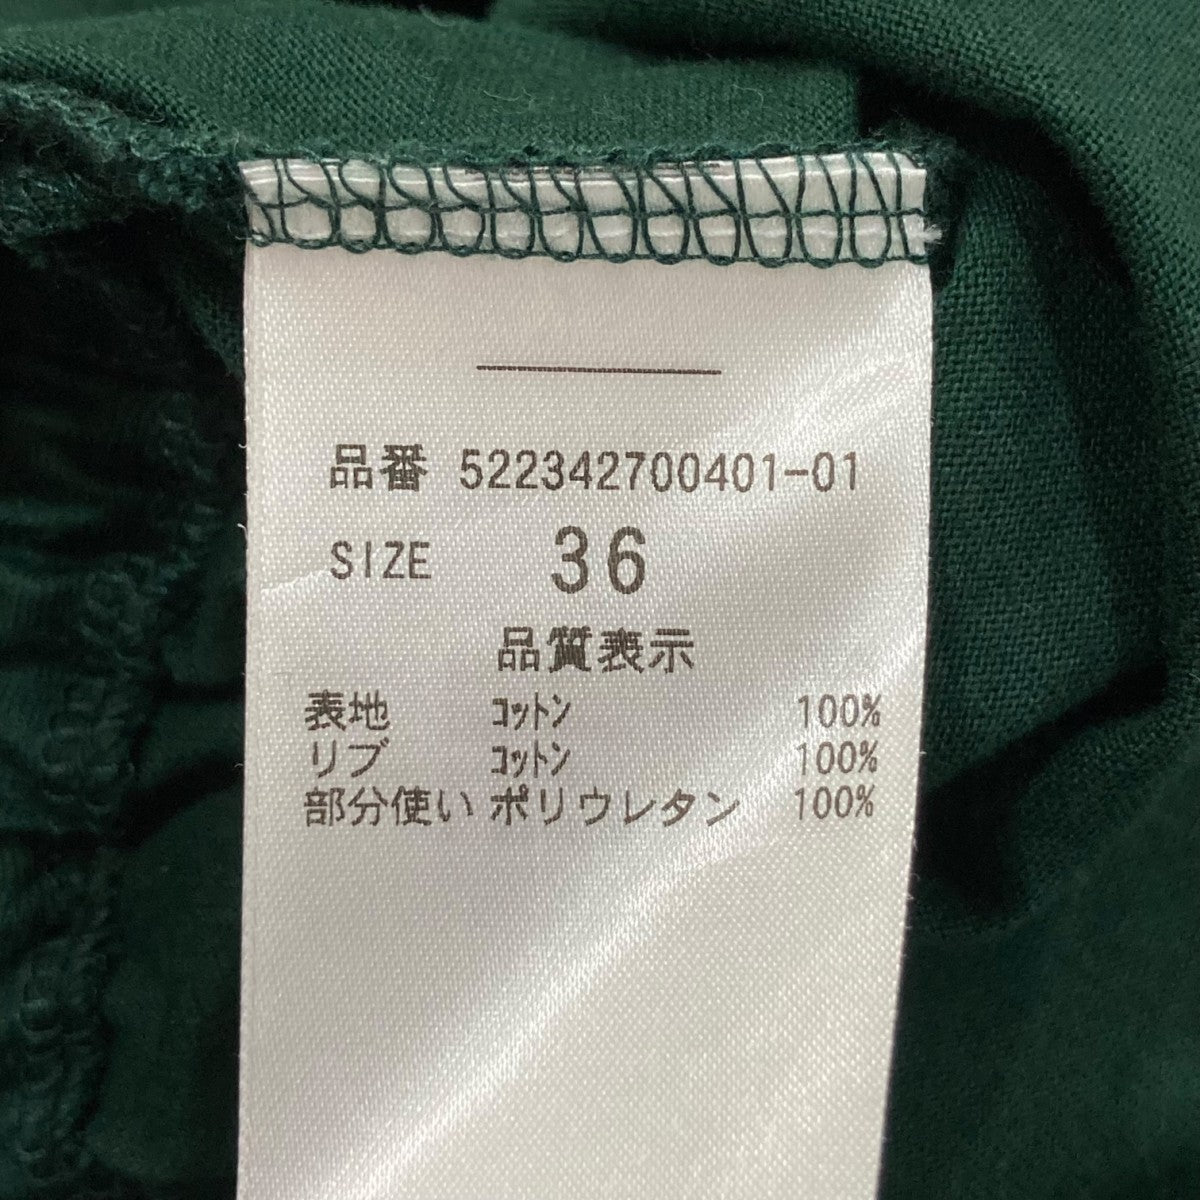 品番 522342700401-01
SIZE 36
品質表示
表地 コットン 100%
リブ コットン 100%
部分使い ポリウレタン 100%